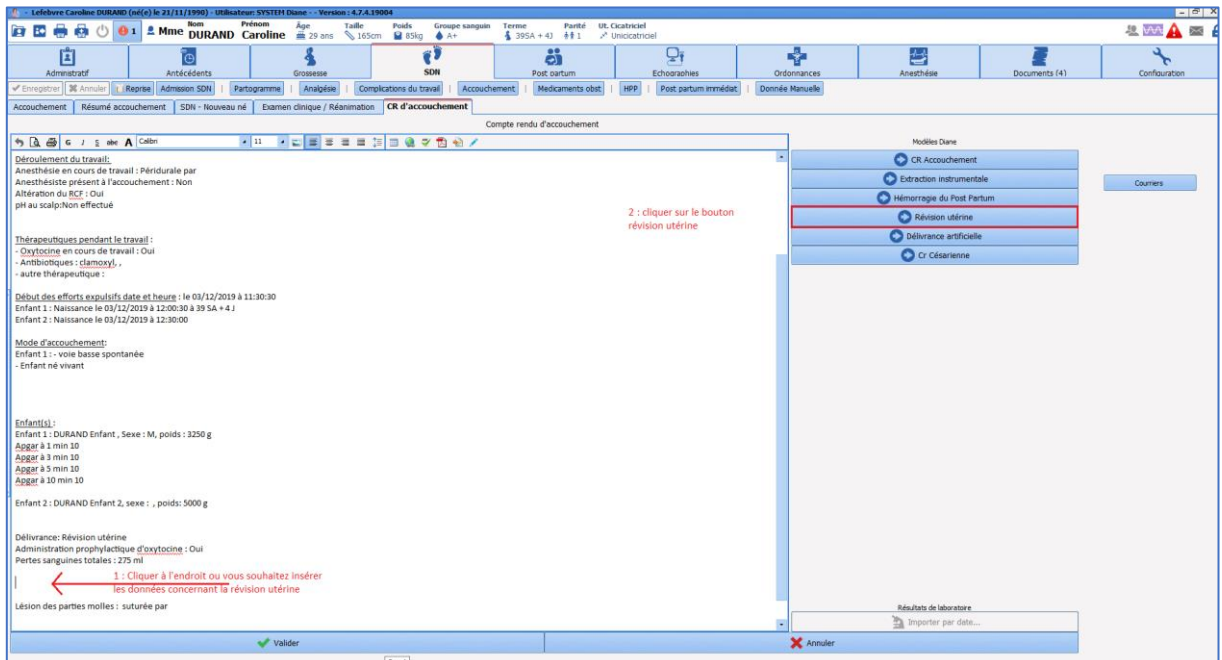 - Lefebvre Caroline DURAND (né(e) le 21/11/1990) - Utilisateur: SYSTEM Diane - - Version : 4.7.4.19004
Nom Prénom Âge Taille Poids Groupe sanguin Terme Parité Ut. Cicatriciel
1 Mme DURAND Caroline 29 ans 165cm 85kg A+ 39SA + 4J 1 Unicicatriciel
Administratif Antécédents Grossesse SDN Post partum Echographies Ordonnances Anesthésie Documents (4) Configuration
Enregistrer Annuler Reprise Admission SDN Partogramme Analgésie Complications du travail Accouchement Medicaments obst HPP Post partum immédiat Donnée Manuelle
Accouchement Résumé accouchement SDN - Nouveau né Examen clinique / Réanimation CR d'accouchement
Compte rendu d'accouchement
G I S abc A Calibri 11
Modèles Diane
CR Accouchement
Extraction instrumentale
Courriers
Hémorragie du Post Partum
Révision utérine
Délivrance artificielle
Cr Césarienne
Déroulement du travail:
Anesthésie en cours de travail : Péridurale par
Anesthésiste présent à l'accouchement : Non
Altération du RCF : Oui
pH au scalp:Non effectué
2 : cliquer sur le bouton
révision utérine
Thérapeutiques pendant le travail :
- Oxytocine en cours de travail : Oui
- Antibiotiques : clamoxyl, ,
- autre thérapeutique :
Début des efforts expulsifs date et heure : le 03/12/2019 à 11:30:30
Enfant 1 : Naissance le 03/12/2019 à 12:00:30 à 39 SA + 4 J
Enfant 2 : Naissance le 03/12/2019 à 12:30:00
Mode d'accouchement:
Enfant 1 : - voie basse spontanée
- Enfant né vivant
Enfant(s) :
Enfant 1 : DURAND Enfant , Sexe : M, poids : 3250 g
Apgar à 1 min 10
Apgar à 3 min 10
Apgar à 5 min 10
Apgar à 10 min 10
Enfant 2 : DURAND Enfant 2, sexe : , poids: 5000 g
Délivrance: Révision utérine
Administration prophylactique d'oxytocine : Oui
Pertes sanguines totales : 275 ml
1 : Cliquer à l'endroit ou vous souhaitez insérer
les données concernant la révision utérine
Lésion des parties molles : suturée par
Résultats de laboratoire
Importer par date...
Valider Annuler